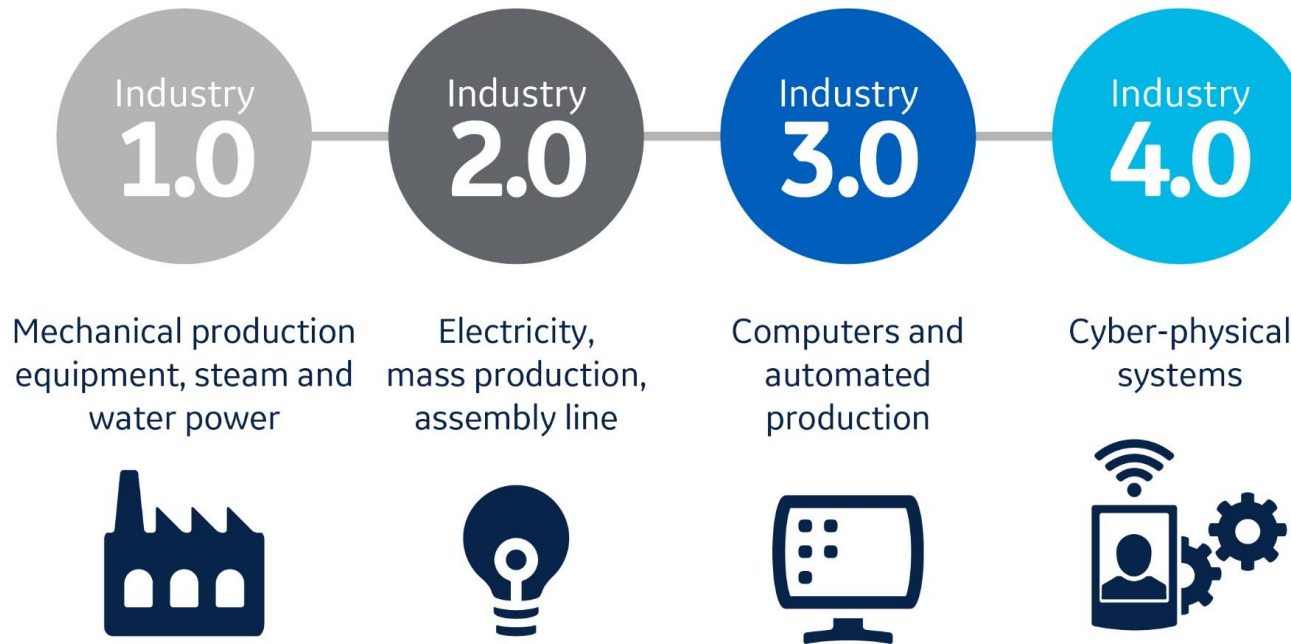 Industry
1.0
Industry
2.0
Industry
3.0
Industry
4.0
Mechanical production
equipment, steam and
water power
Electricity,
mass production,
assembly line
Computers and
automated
production
Cyber-physical
systems